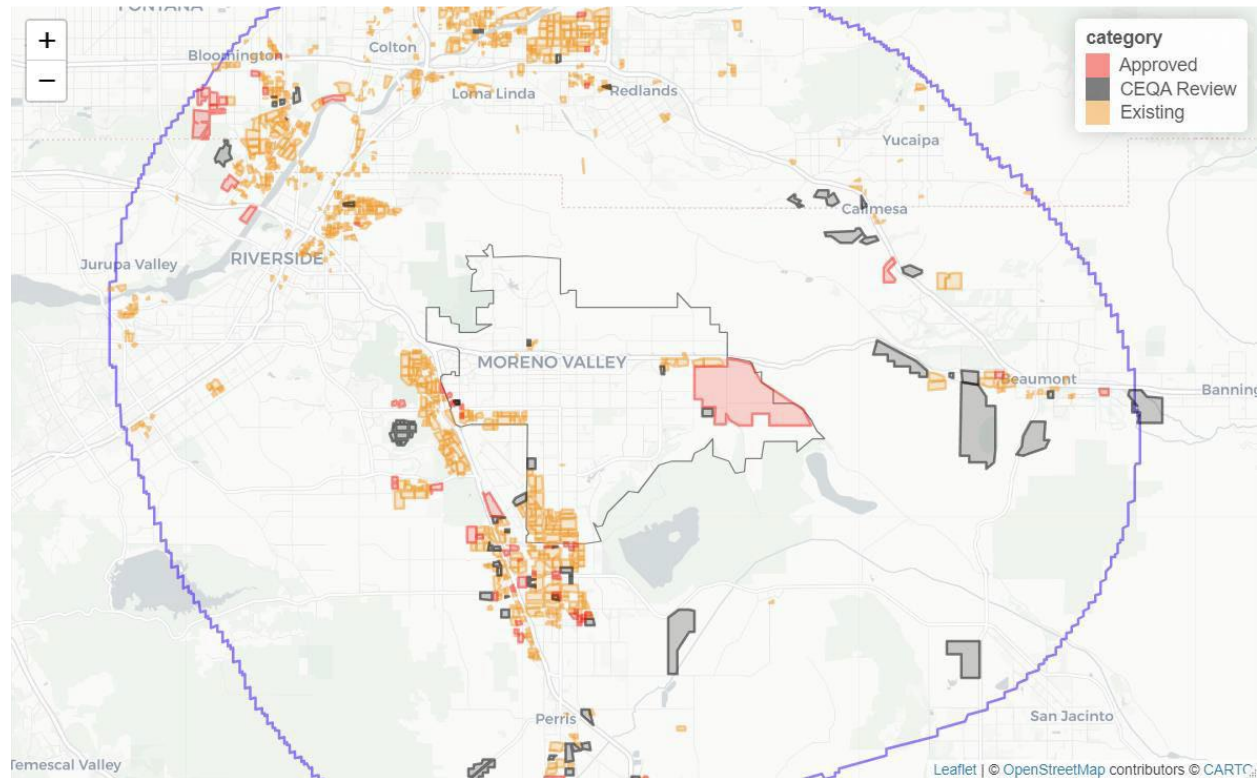 FONTANA
+
−
Bloomington
Colton
Loma Linda
Redlands
Yucaipa
category
Approved
CEQA Review
Existing
Calimesa
Jurupa Valley
RIVERSIDE
MORENO VALLEY
Beaumont
Banning
Perris
San Jacinto
Temescal Valley
Leaflet | © OpenStreetMap contributors © CARTO